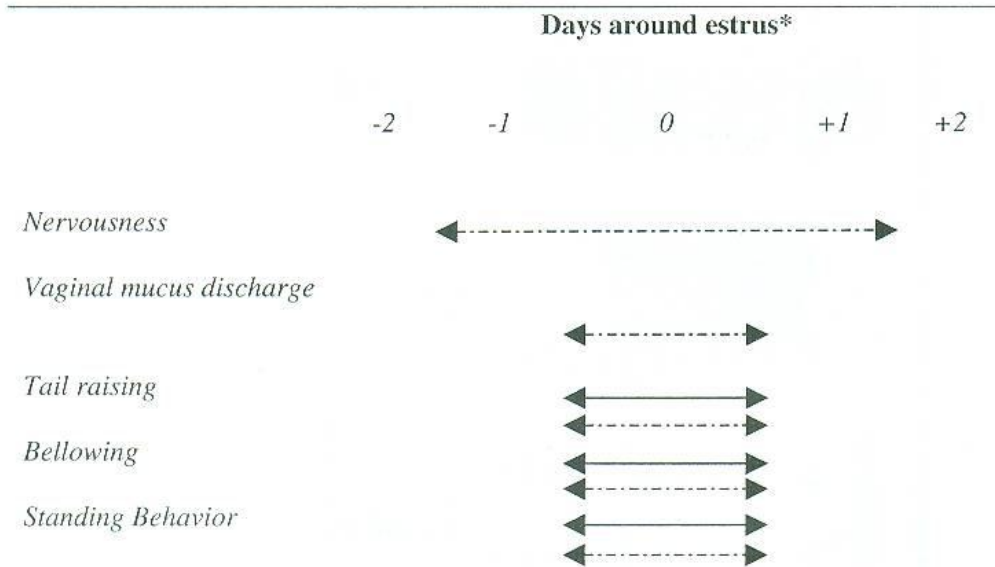 Days around estrus*
-2 -1 0 +1 +2
Nervousness
Vaginal mucus discharge
Tail raising
Bellowing
Standing Behavior